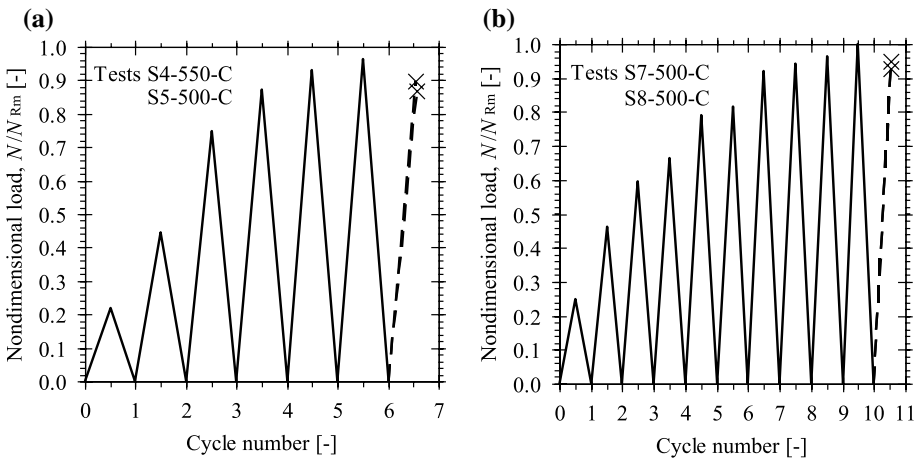 (a)
Nondimensional load, N/N Rm [-]
1.0
0.9
0.8
0.7
0.6
0.5
0.4
0.3
0.2
0.1
0.0
Tests S4-550-C
S5-500-C
0 1 2 3 4 5 6 7
Cycle number [-]
(b)
Nondimensional load, N/N Rm [-]
1.0
0.9
0.8
0.7
0.6
0.5
0.4
0.3
0.2
0.1
0.0
Tests S7-500-C
S8-500-C
0 1 2 3 4 5 6 7 8 9 10 11
Cycle number [-]